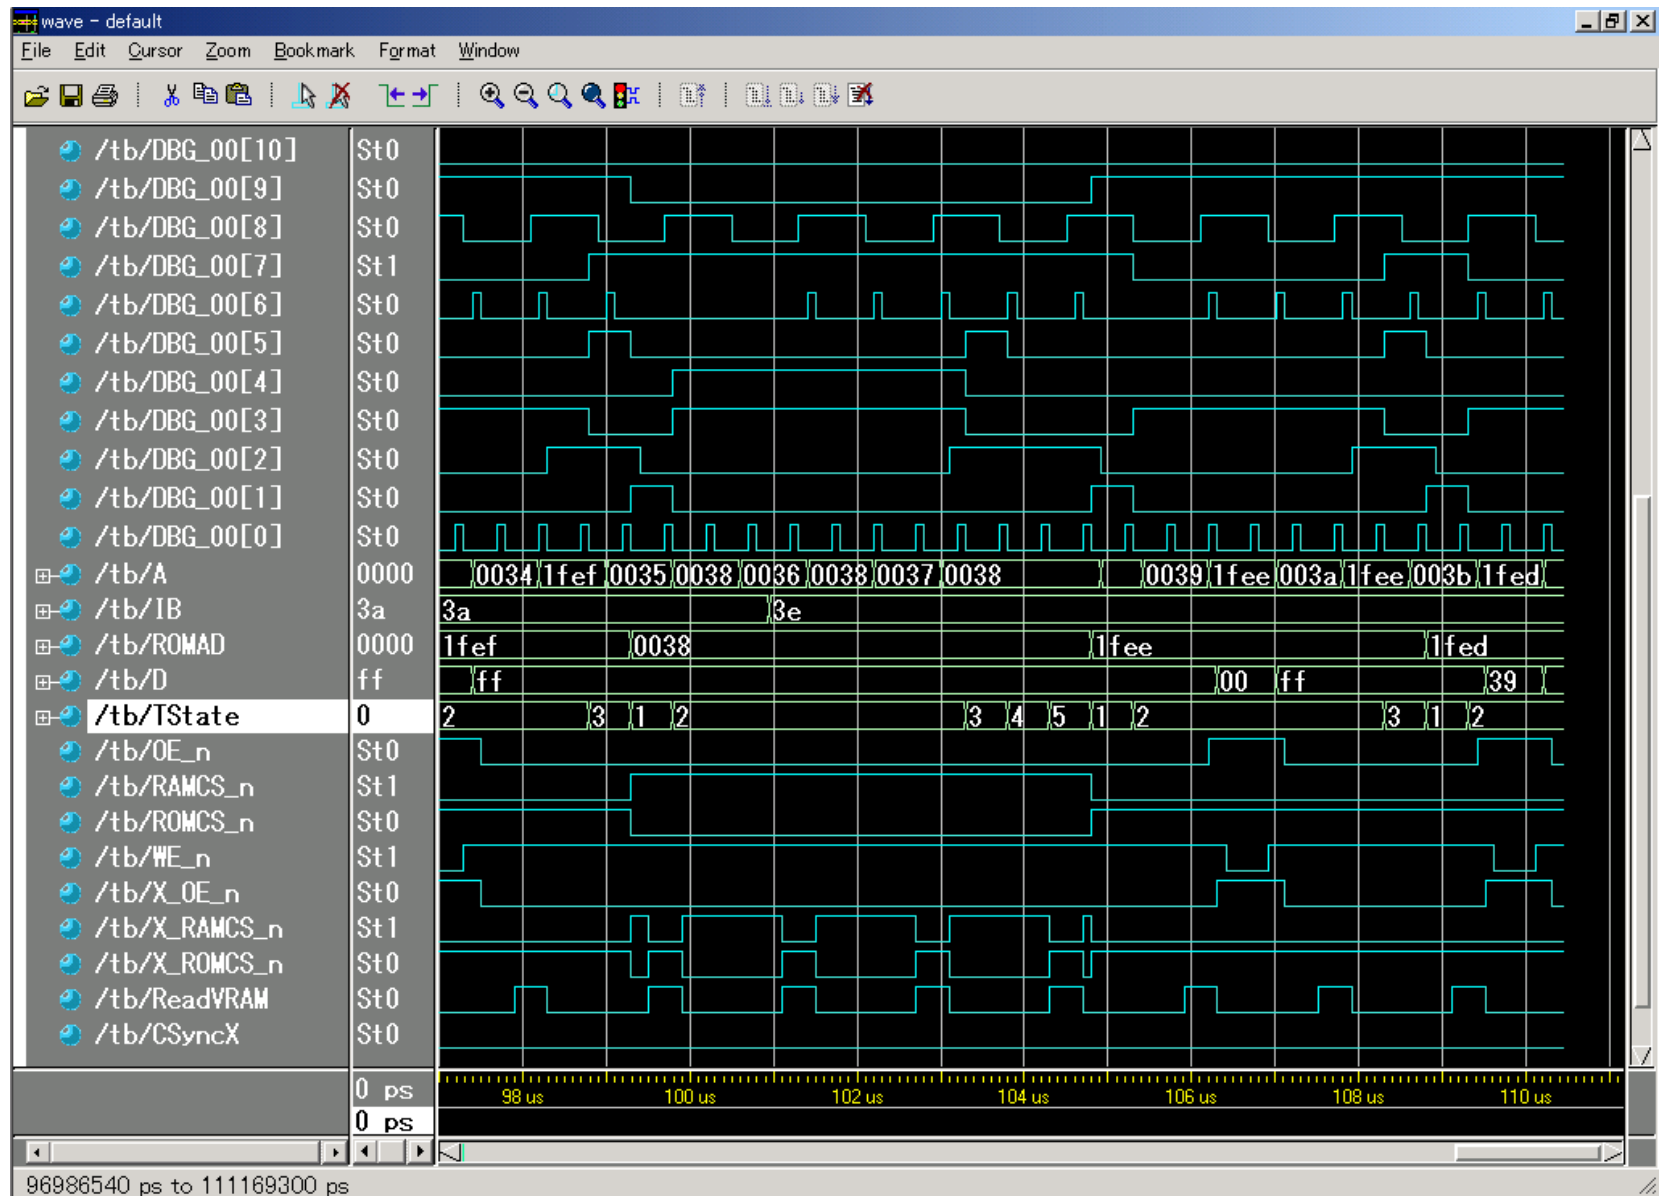 wave - default
File Edit Cursor Zoom Bookmark Format Window
/tb/DBG_00[10] St0
/tb/DBG_00[9] St0
/tb/DBG_00[8] St0
/tb/DBG_00[7] St1
/tb/DBG_00[6] St0
/tb/DBG_00[5] St0
/tb/DBG_00[4] St0
/tb/DBG_00[3] St0
/tb/DBG_00[2] St0
/tb/DBG_00[1] St0
/tb/DBG_00[0] St0
/tb/A 0000 0034 1fef 0035 0038 0036 0038 0037 0038 0039 1fee 003a 1fee 003b 1fed
/tb/IB 3a 3a 3e
/tb/ROMAD 0000 1fef 0038 1fee 1fed
/tb/D ff ff 00 ff 39
/tb/TState 0 2 3 1 2 3 4 5 1 2 3 1 2
/tb/OE_n St0
/tb/RAMCS_n St1
/tb/ROMCS_n St0
/tb/WE_n St1
/tb/X_OE_n St0
/tb/X_RAMCS_n St1
/tb/X_ROMCS_n St0
/tb/ReadVRAM St0
/tb/CSyncX St0
0 ps 98 us 100 us 102 us 104 us 106 us 108 us 110 us
0 ps
96986540 ps to 111169300 ps